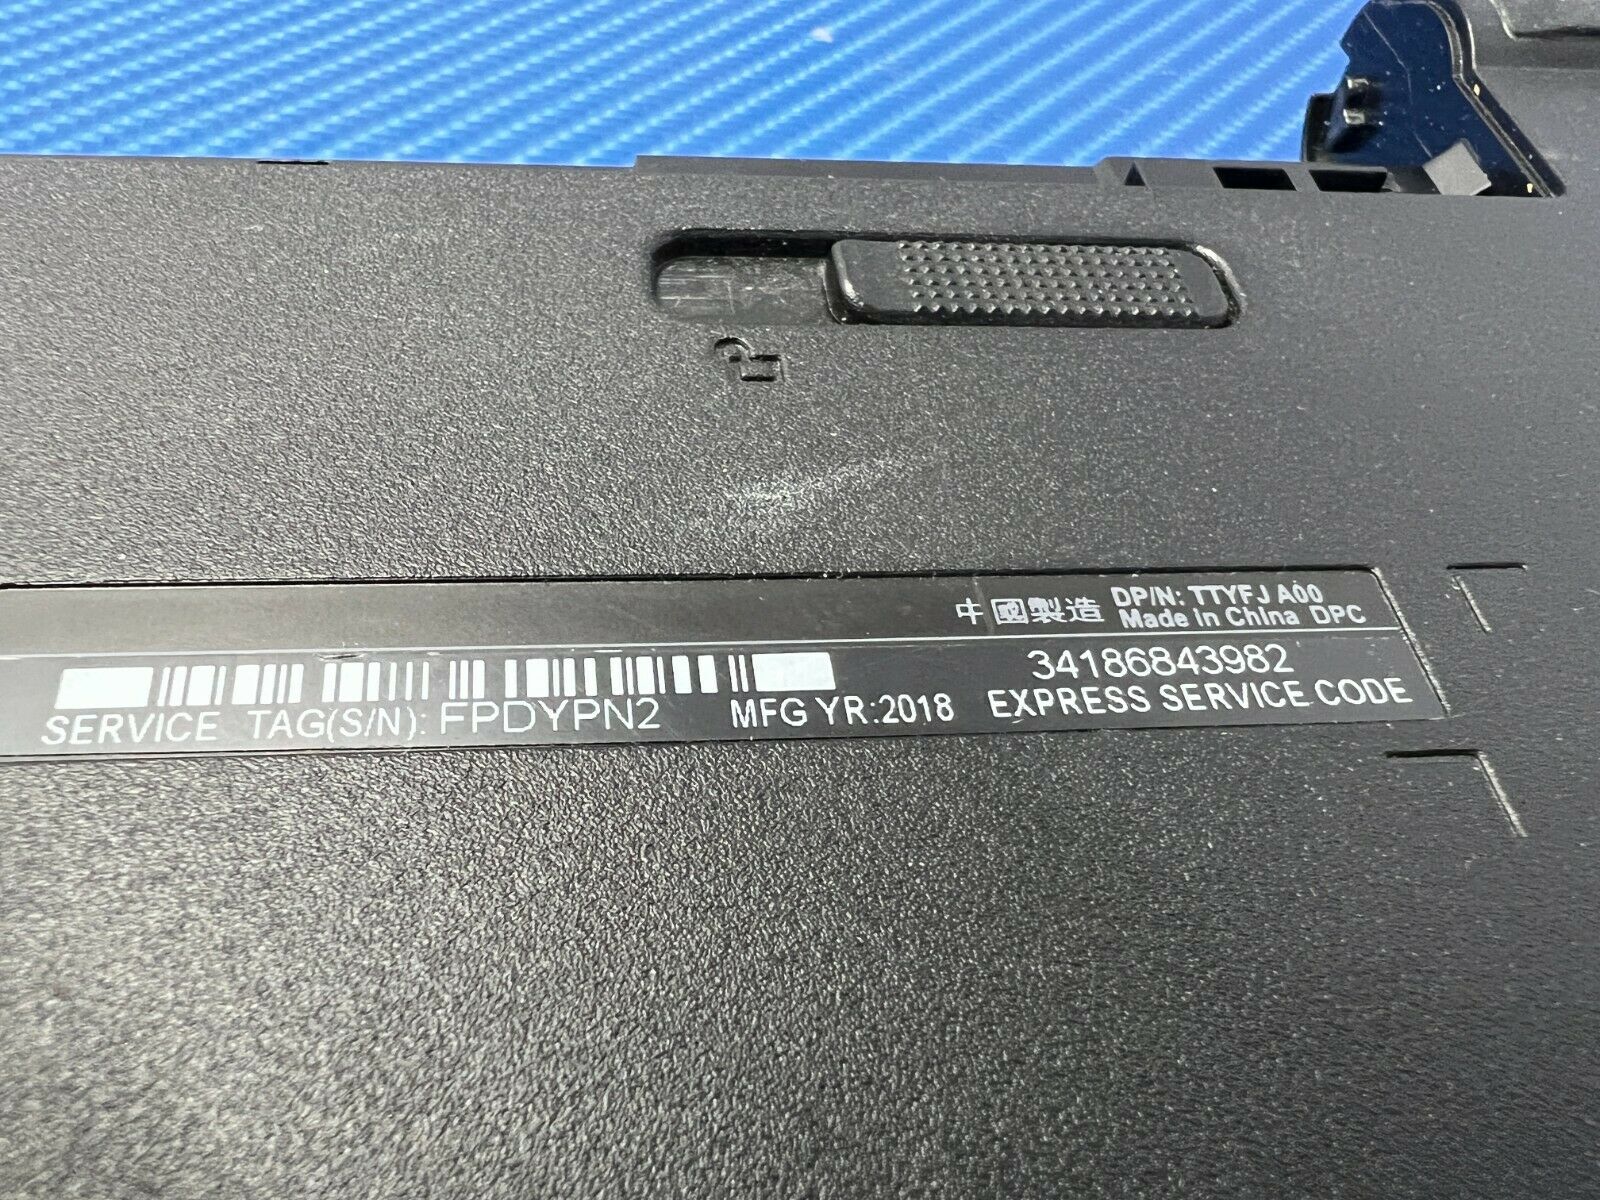 中國製造 DP/N: TTYFJ A00
Made in China DPC
34186843982
SERVICE TAG(S/N): FPDYPN2 MFG YR:2018 EXPRESS SERVICE CODE